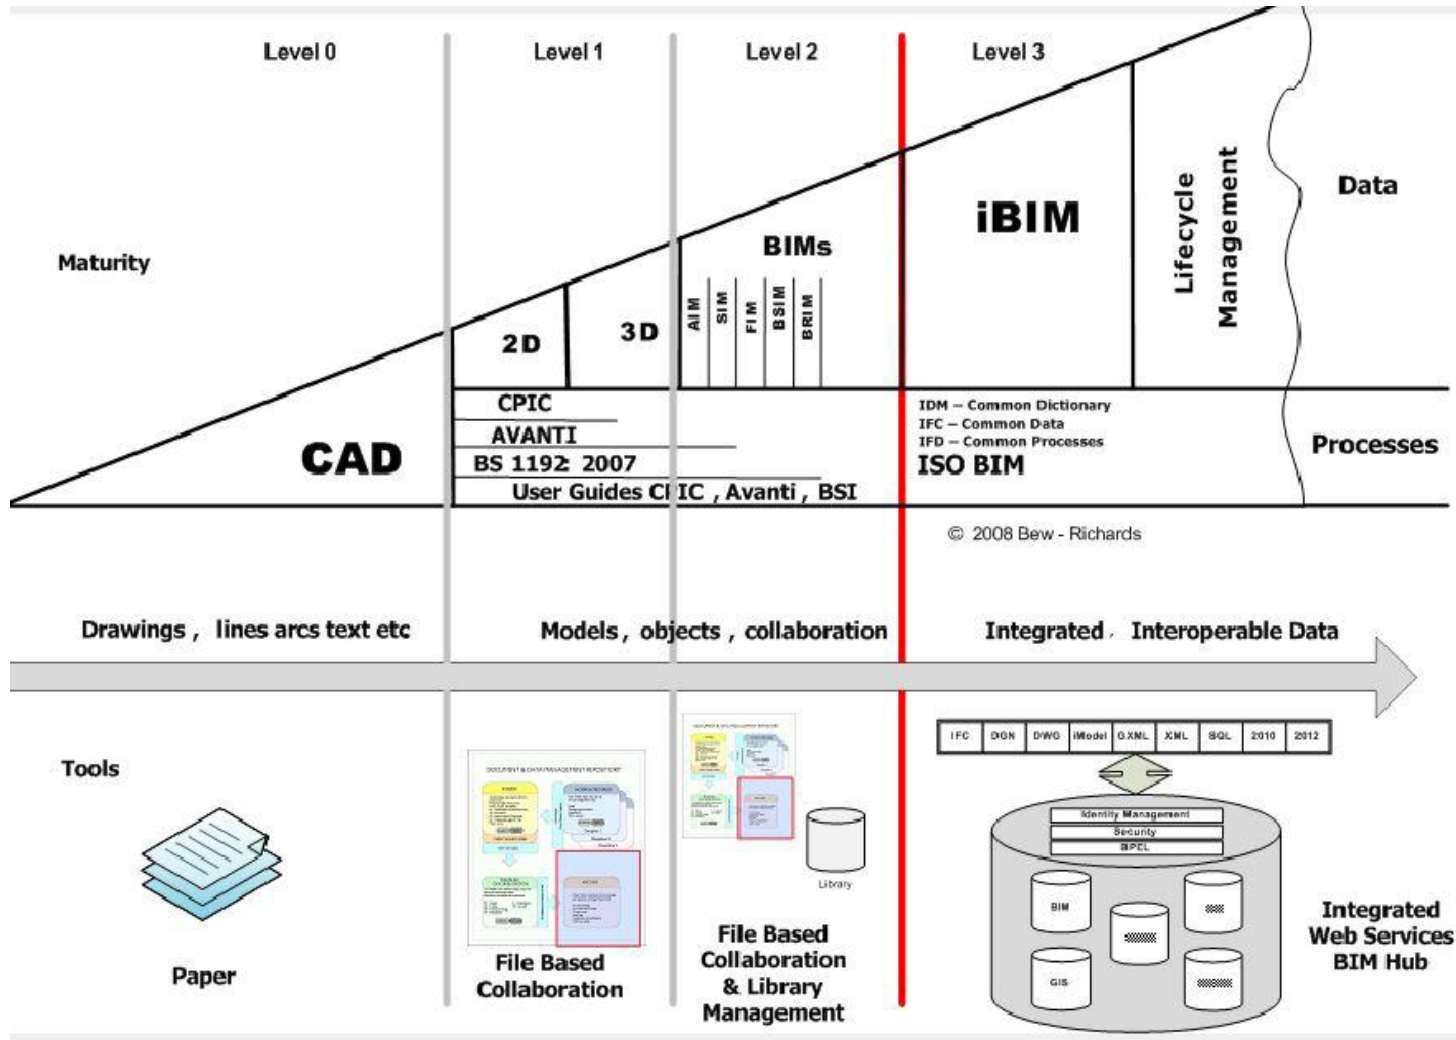 Level 0
Level 1
Level 2
Level 3
Maturity
CAD
2D
3D
BIMs
AIM
SIM
FIM
BSIM
BRIM
iBIM
Lifecycle
Management
Data
CPIC
AVANTI
BS 1192: 2007
User Guides CPIC , Avanti , BSI
IDM – Common Dictionary
IFC – Common Data
IFD – Common Processes
ISO BIM
Processes
© 2008 Bew - Richards
Drawings , lines arcs text etc
Models , objects , collaboration
Integrated , Interoperable Data
Tools
Paper
DOCUMENT & DATA MANAGEMENT REPOSITORY
File Based
Collaboration
Library
File Based
Collaboration
& Library
Management
IFC
DGN
DWG
iModel
GXML
XML
SQL
2010
2012
Identity Management
Security
BPEL
BIM
GIS
Integrated
Web Services
BIM Hub